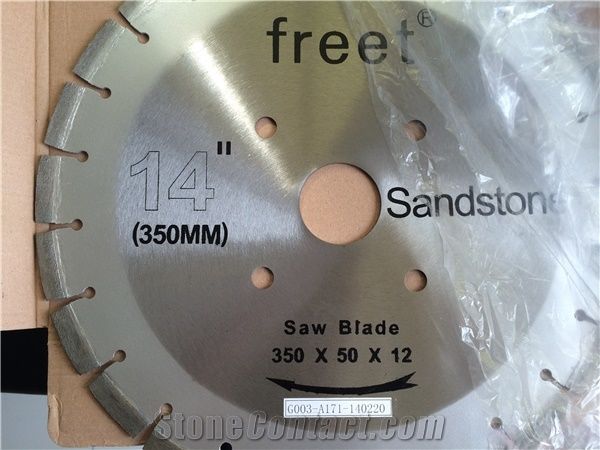 freet®
14"
(350MM)
Sandstone
Saw Blade
350 X 50 X 12
G003-A171-140220
StoneContact.com